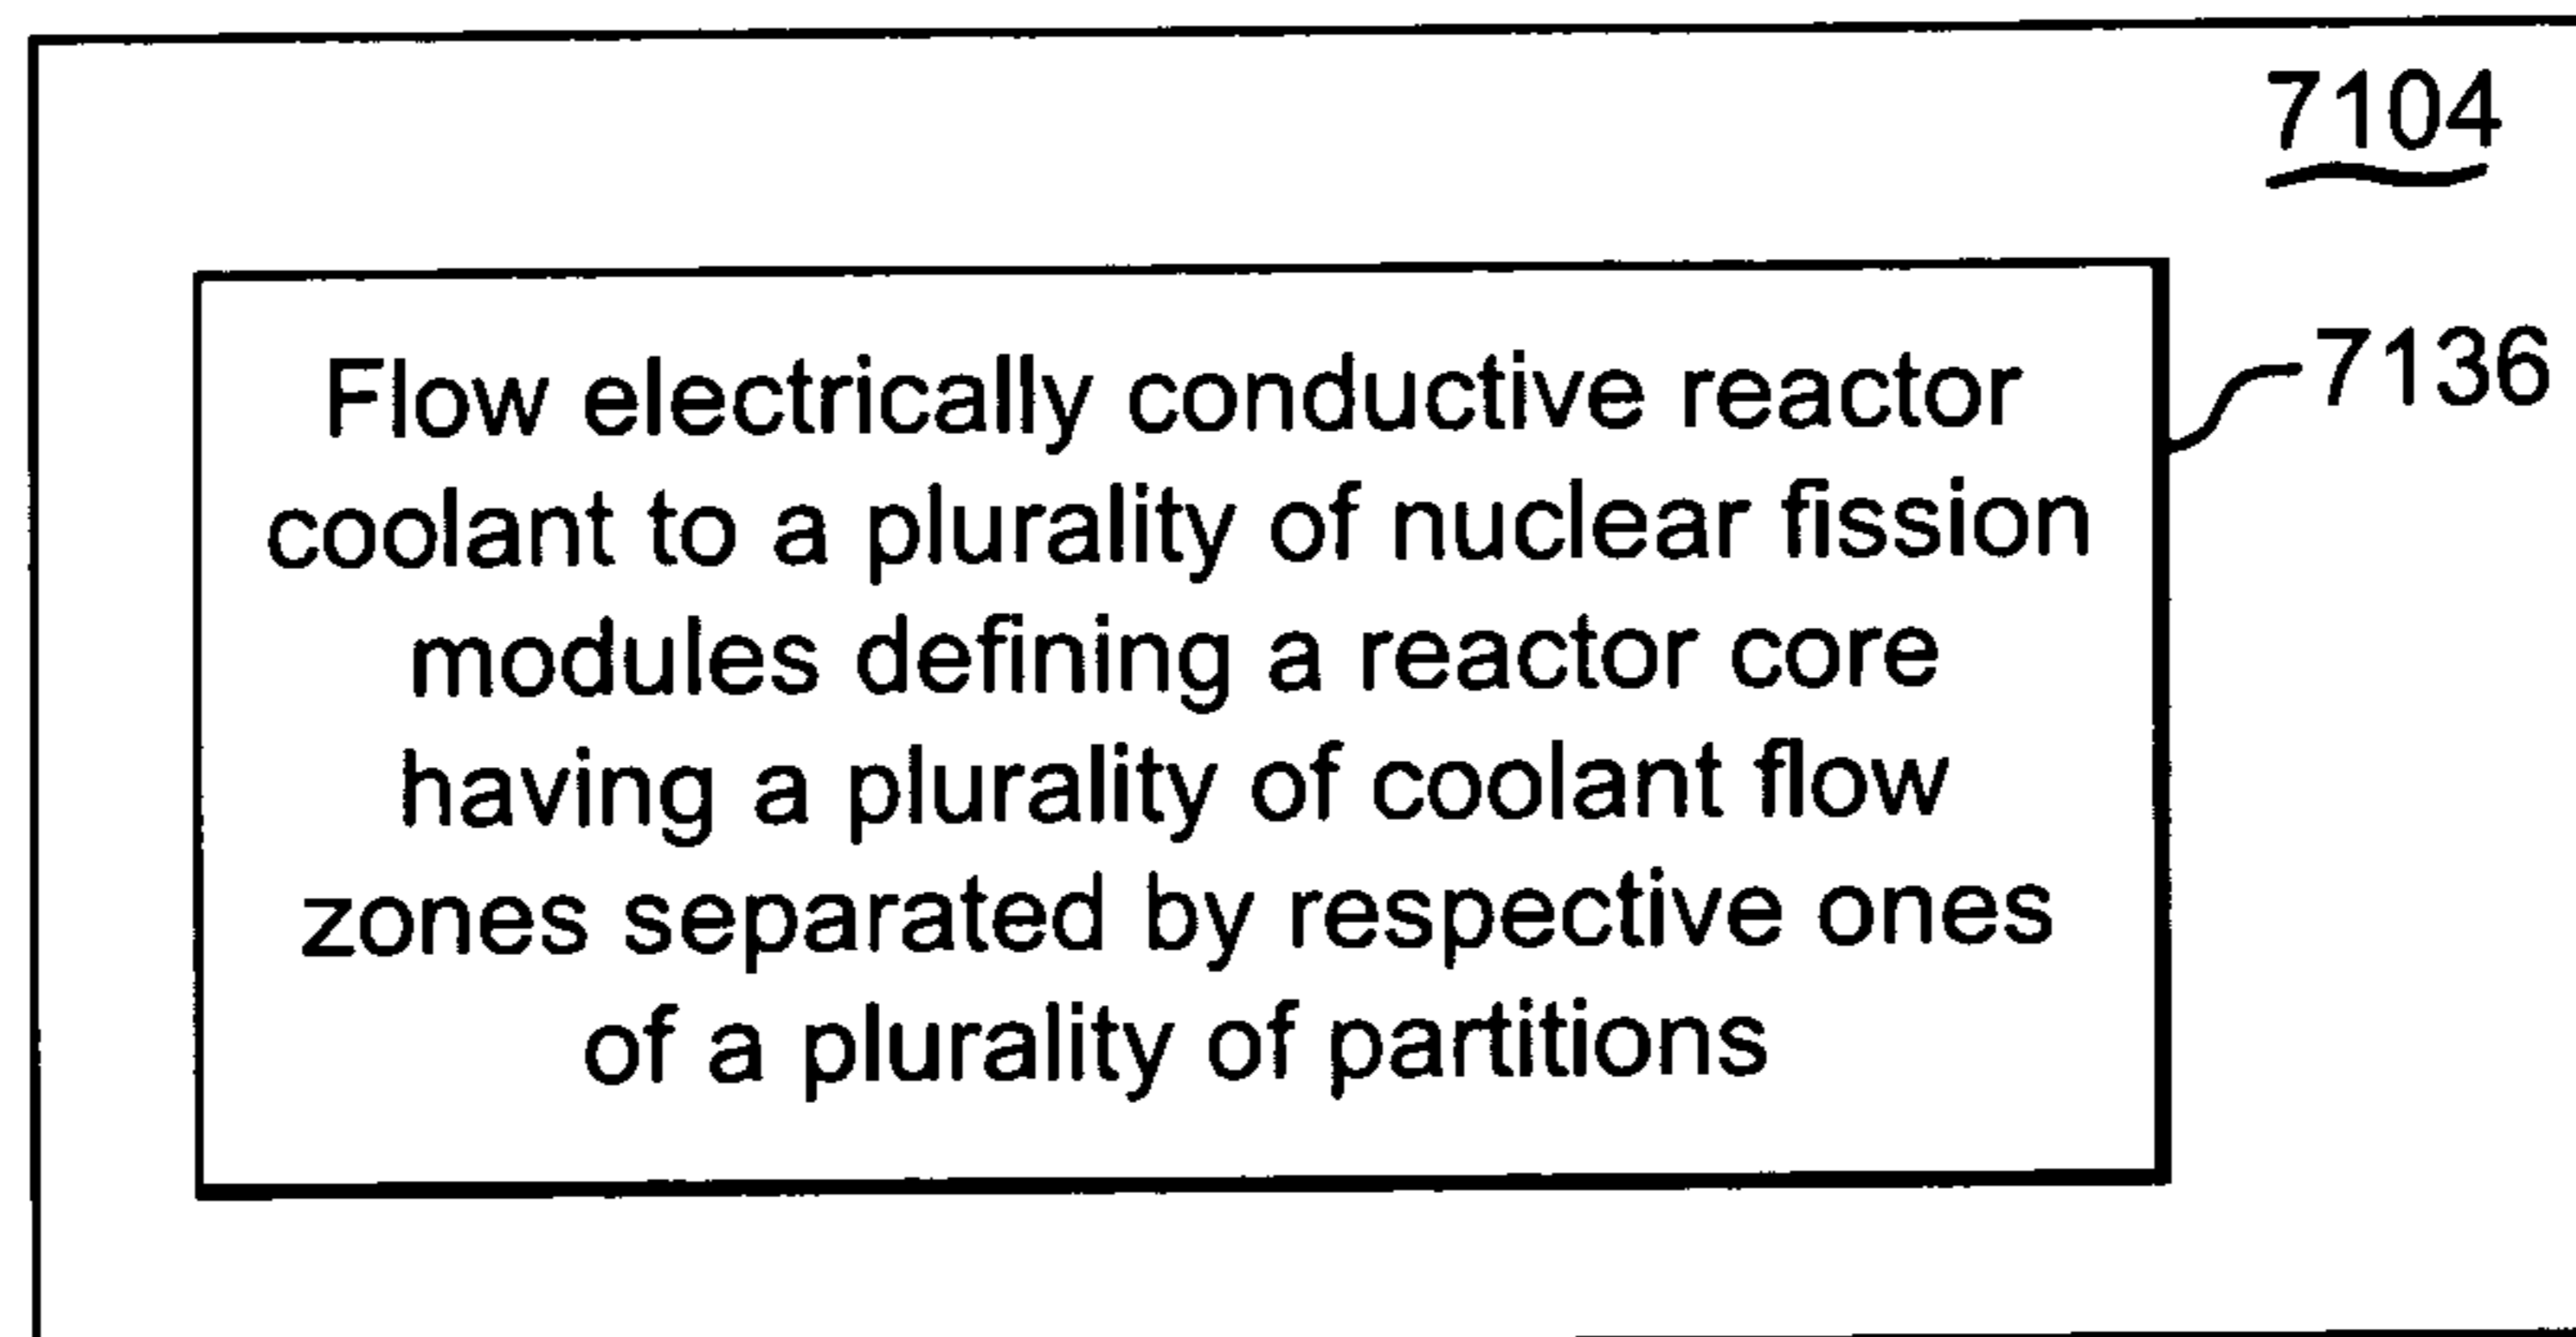 7104
7136
Flow electrically conductive reactor
coolant to a plurality of nuclear fission
modules defining a reactor core
having a plurality of coolant flow
zones separated by respective ones
of a plurality of partitions